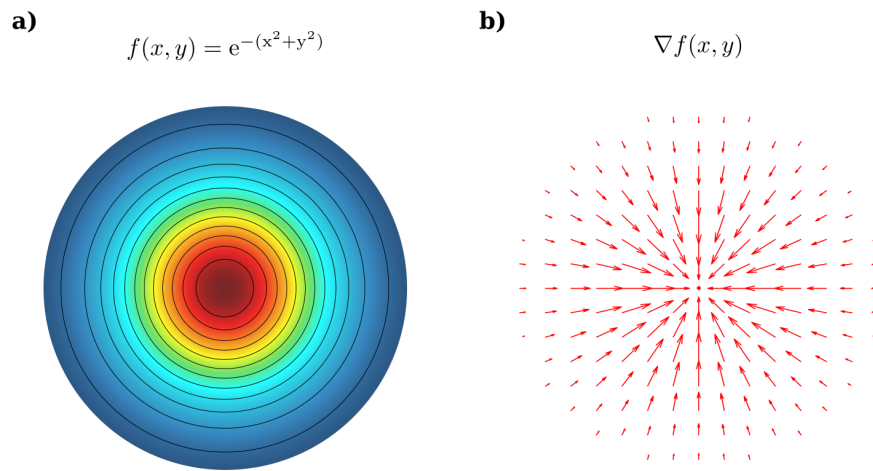 a)
f(x, y) = e^{-(x^2+y^2)}
b)
∇f(x, y)